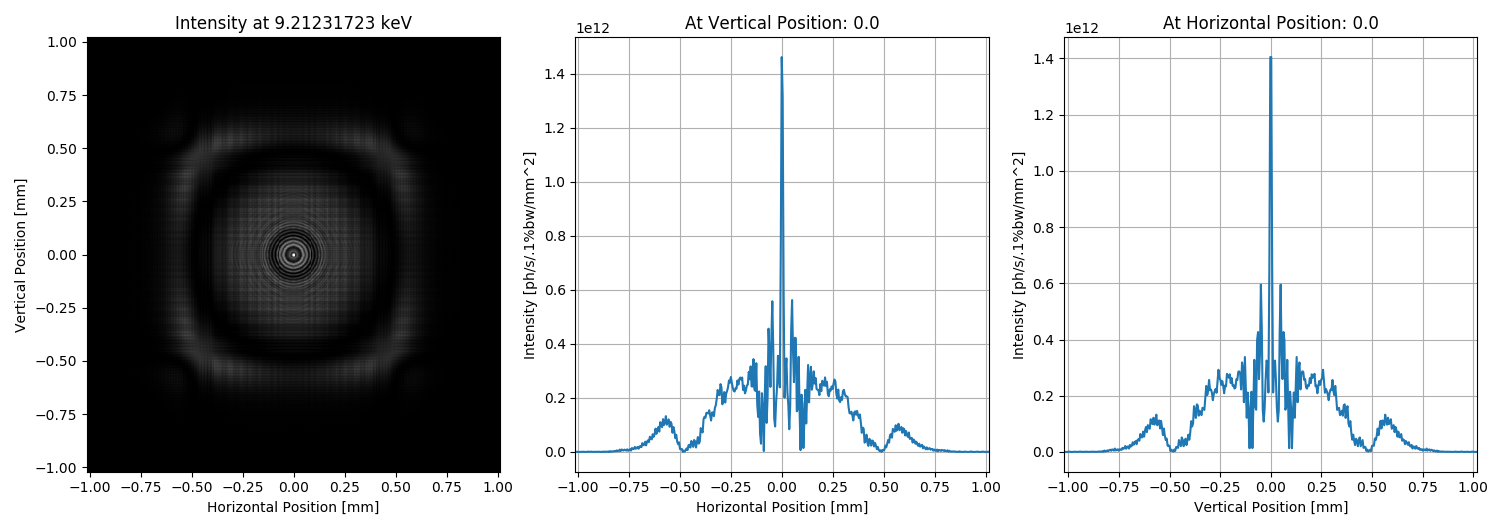 Intensity at 9.21231723 keV
1.00
0.75
0.50
0.25
0.00
−0.25
−0.50
−0.75
−1.00
Vertical Position [mm]
−1.00 −0.75 −0.50 −0.25 0.00 0.25 0.50 0.75 1.00
Horizontal Position [mm]
At Vertical Position: 0.0
1e12
1.4
1.2
1.0
0.8
0.6
0.4
0.2
0.0
Intensity [ph/s/.1%bw/mm^2]
−1.00 −0.75 −0.50 −0.25 0.00 0.25 0.50 0.75 1.00
Horizontal Position [mm]
At Horizontal Position: 0.0
1e12
1.4
1.2
1.0
0.8
0.6
0.4
0.2
0.0
Intensity [ph/s/.1%bw/mm^2]
−1.00 −0.75 −0.50 −0.25 0.00 0.25 0.50 0.75 1.00
Vertical Position [mm]